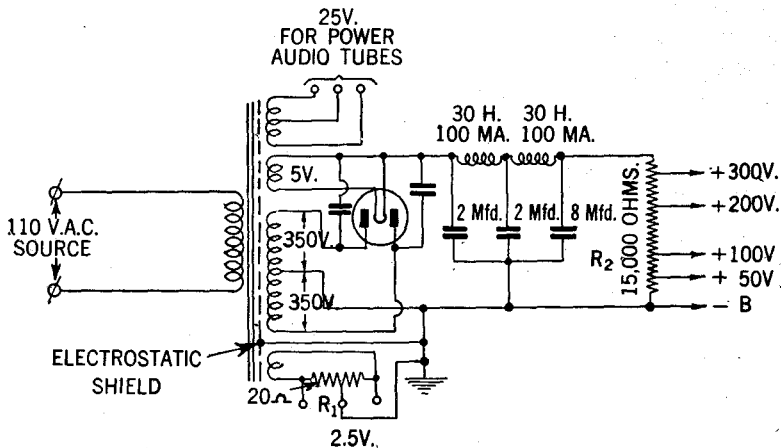 25V.
FOR POWER
AUDIO TUBES
30 H. 30 H.
100 MA. 100 MA.
5V.
110 V.A.C.
SOURCE
350V
350V
2 Mfd. 2 Mfd. 8 Mfd.
R2
15,000 OHMS.
+300V.
+200V.
+100V
+ 50V
- B
ELECTROSTATIC
SHIELD
20Ω
R1
2.5V.